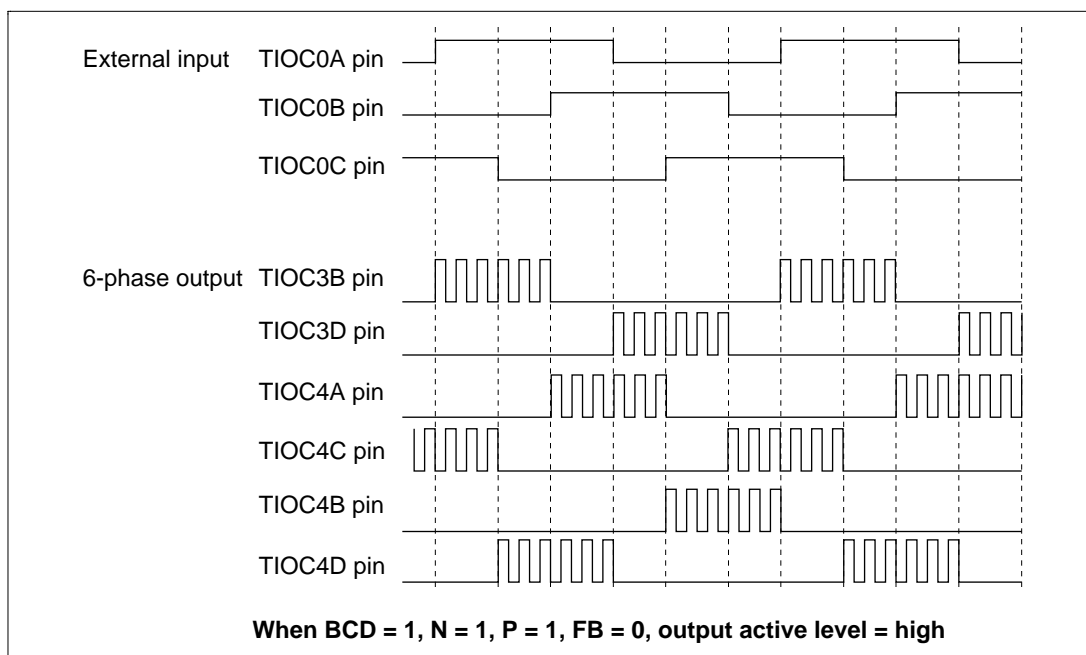 External input TIOC0A pin
TIOC0B pin
TIOC0C pin
6-phase output TIOC3B pin
TIOC3D pin
TIOC4A pin
TIOC4C pin
TIOC4B pin
TIOC4D pin
When BCD = 1, N = 1, P = 1, FB = 0, output active level = high